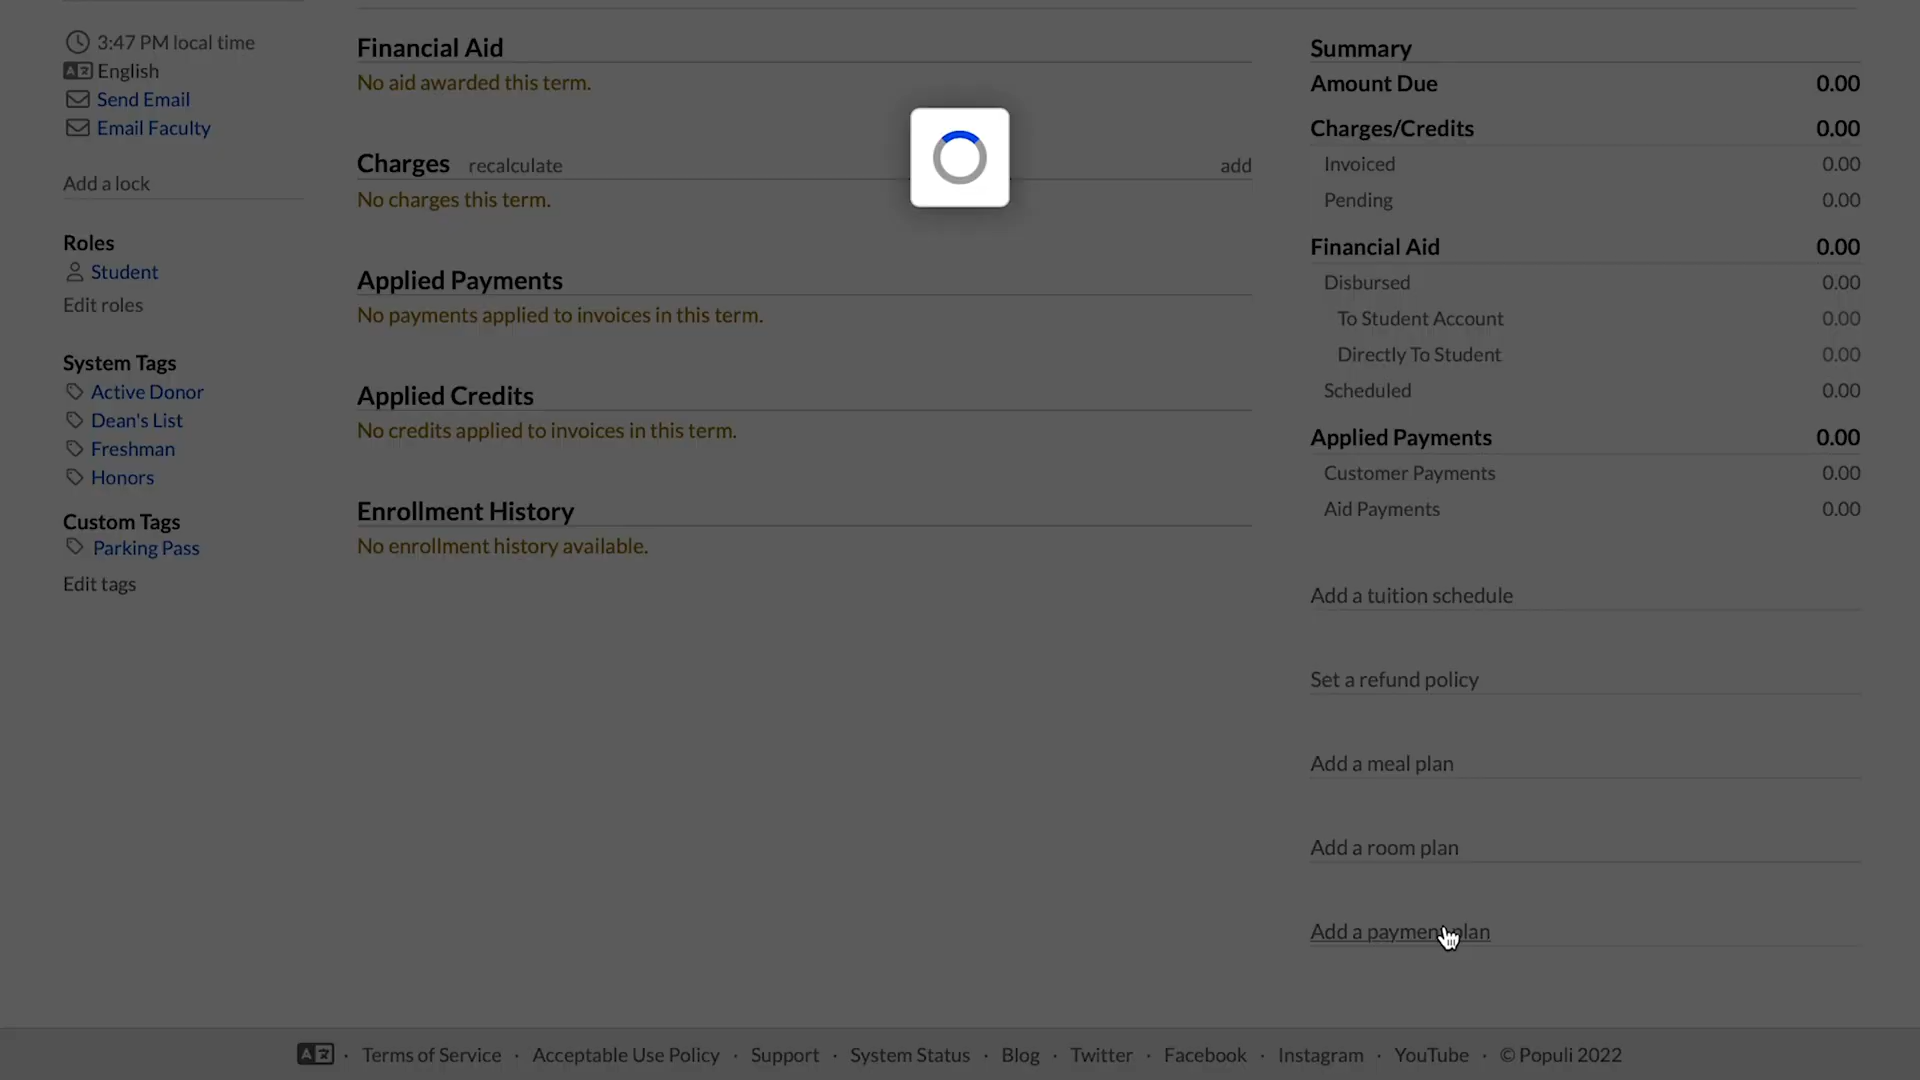 3:47 PM local time
English
Send Email
Email Faculty
Add a lock
Roles
Student
Edit roles
System Tags
Active Donor
Dean's List
Freshman
Honors
Custom Tags
Parking Pass
Edit tags
Financial Aid
No aid awarded this term.
Charges recalculate add
No charges this term.
Applied Payments
No payments applied to invoices in this term.
Applied Credits
No credits applied to invoices in this term.
Enrollment History
No enrollment history available.
Summary
Amount Due 0.00
Charges/Credits 0.00
Invoiced 0.00
Pending 0.00
Financial Aid 0.00
Disbursed 0.00
To Student Account 0.00
Directly To Student 0.00
Scheduled 0.00
Applied Payments 0.00
Customer Payments 0.00
Aid Payments 0.00
Add a tuition schedule
Set a refund policy
Add a meal plan
Add a room plan
Add a payment plan
· Terms of Service · Acceptable Use Policy · Support · System Status · Blog · Twitter · Facebook · Instagram · YouTube · © Populi 2022